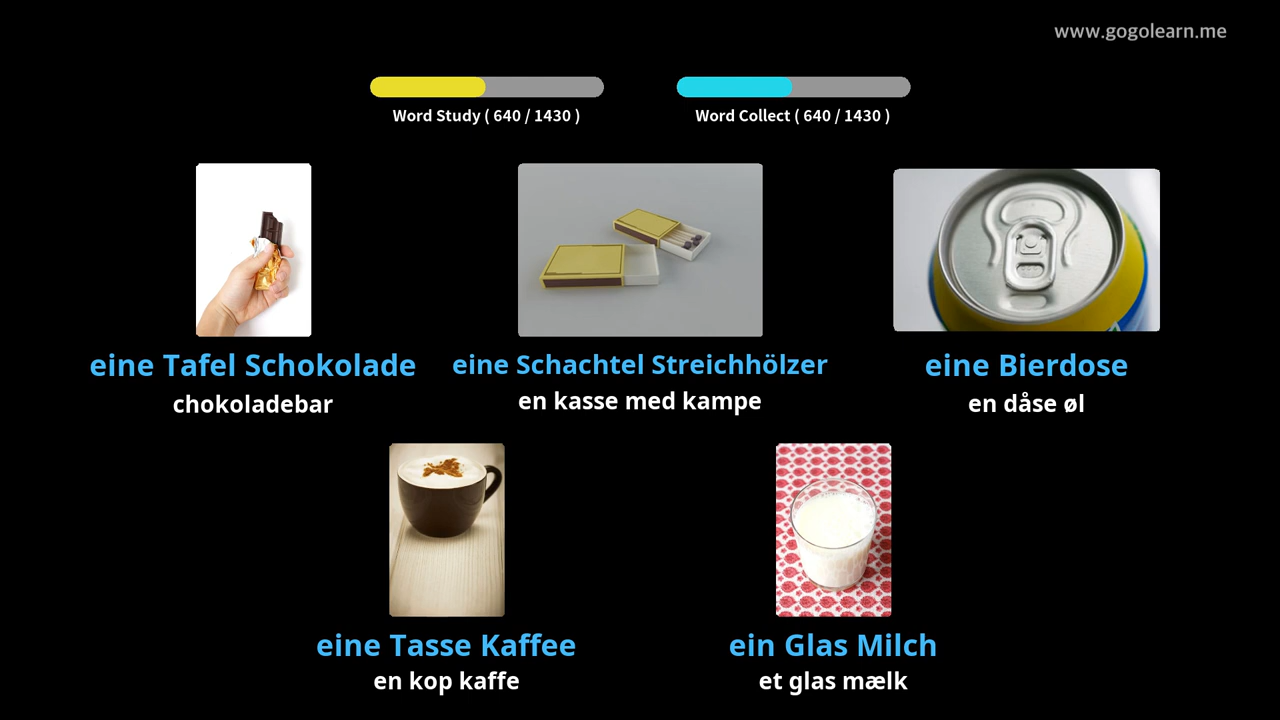 www.gogolearn.me
Word Study ( 640 / 1430 )
Word Collect ( 640 / 1430 )
eine Tafel Schokolade
chokoladebar
eine Schachtel Streichhölzer
en kasse med kampe
eine Bierdose
en dåse øl
eine Tasse Kaffee
en kop kaffe
ein Glas Milch
et glas mælk